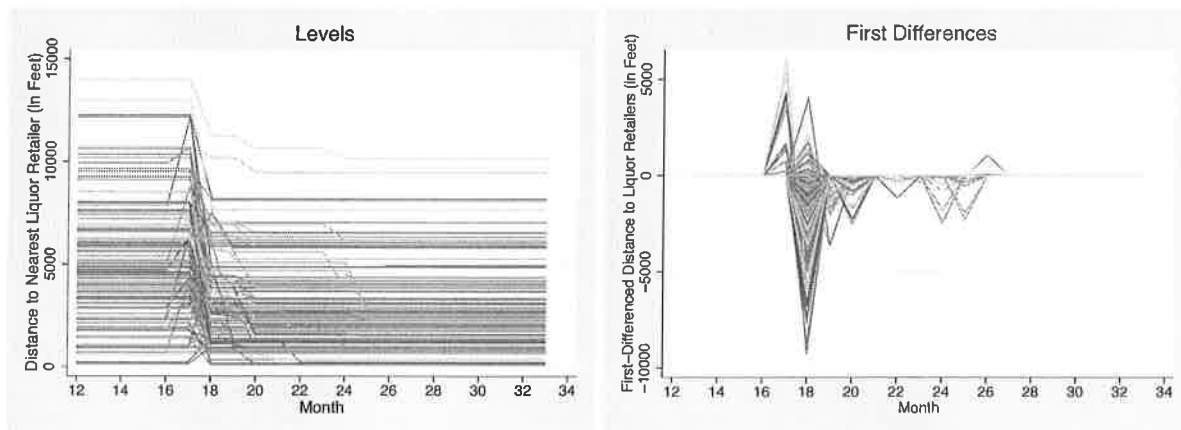 Levels
Distance to Nearest Liquor Retailer (In Feet)
15000
10000
5000
0
12 14 16 18 20 22 24 26 28 30 32 34
Month
First Differences
First-Differenced Distance to Liquor Retailers (in Feet)
5000
0
-5000
-10000
12 14 16 18 20 22 24 26 28 30 32 34
Month